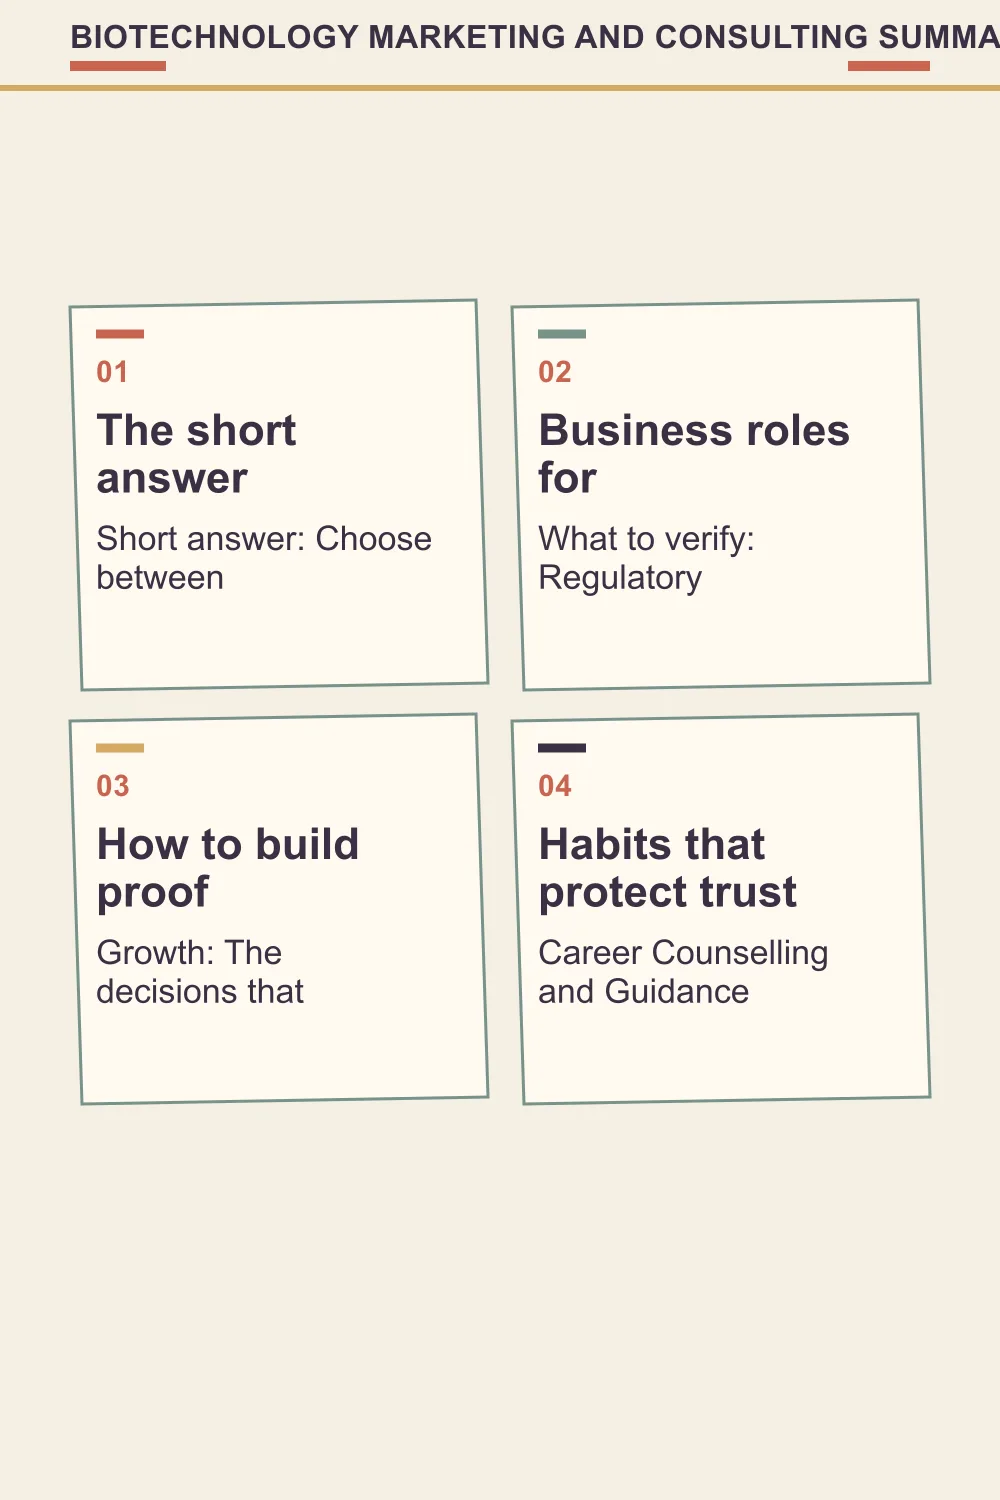 BIOTECHNOLOGY MARKETING AND CONSULTING SUMMA
01
The short
answer
Short answer: Choose
between
02
Business roles
for
What to verify:
Regulatory
03
How to build
proof
Growth: The
decisions that
04
Habits that
protect trust
Career Counselling
and Guidance